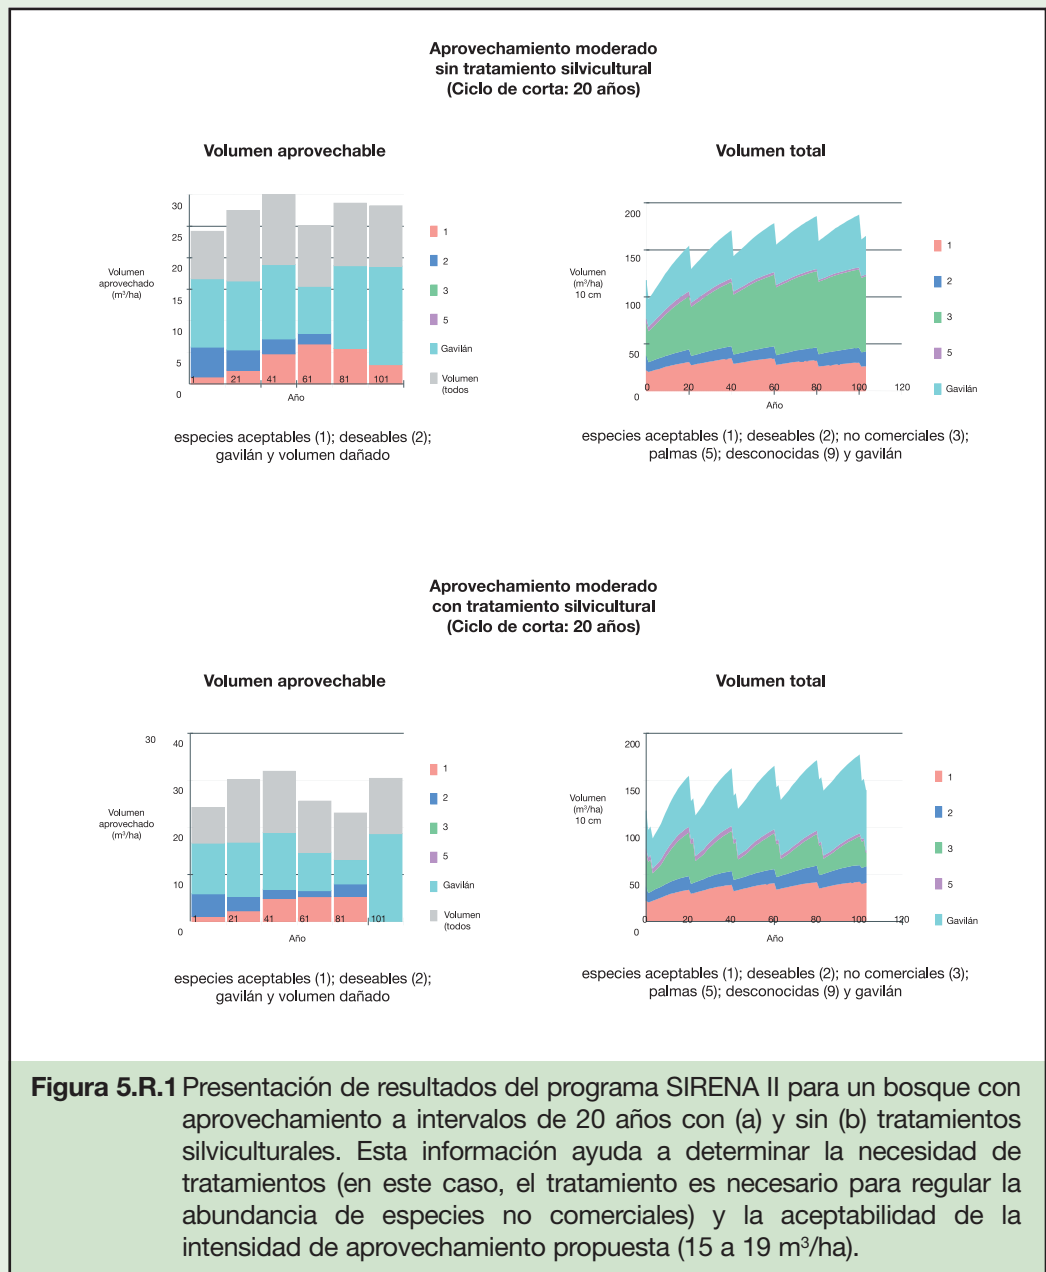 Aprovechamiento moderado
sin tratamiento silvicultural
(Ciclo de corta: 20 años)
Volumen aprovechable
30
25
20
15
10
5
0
Volumen
aprovechado
(m³/ha)
1
21
41
61
81
101
Año
1
2
3
5
Gavilán
Volumen
(todos
especies aceptables (1); deseables (2);
gavilán y volumen dañado
Volumen total
200
150
100
50
0
Volumen
(m³/ha)
10 cm
0
20
40
60
80
100
120
Año
1
2
3
5
Gavilán
especies aceptables (1); deseables (2); no comerciales (3);
palmas (5); desconocidas (9) y gavilán
Aprovechamiento moderado
con tratamiento silvicultural
(Ciclo de corta: 20 años)
Volumen aprovechable
30
40
30
20
10
0
Volumen
aprovechado
(m³/ha)
1
21
41
61
81
101
Año
1
2
3
5
Gavilán
Volumen
(todos
especies aceptables (1); deseables (2);
gavilán y volumen dañado
Volumen total
200
150
100
50
0
Volumen
(m³/ha)
10 cm
0
20
40
60
80
100
120
Año
1
2
3
5
Gavilán
especies aceptables (1); deseables (2); no comerciales (3);
palmas (5); desconocidas (9) y gavilán
Figura 5.R.1 Presentación de resultados del programa SIRENA II para un bosque con
aprovechamiento a intervalos de 20 años con (a) y sin (b) tratamientos
silviculturales. Esta información ayuda a determinar la necesidad de
tratamientos (en este caso, el tratamiento es necesario para regular la
abundancia de especies no comerciales) y la aceptabilidad de la
intensidad de aprovechamiento propuesta (15 a 19 m³/ha).